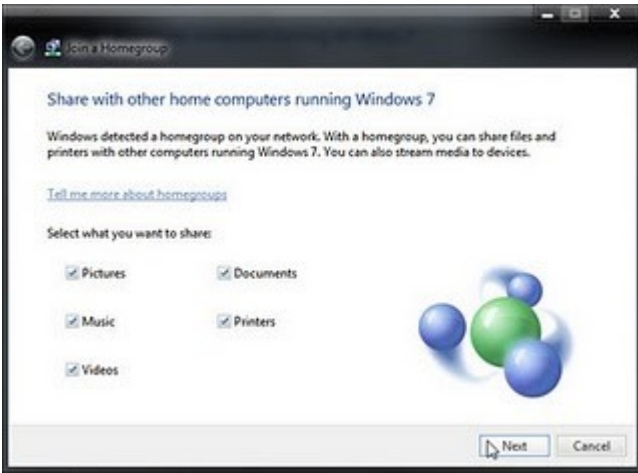 Join a Homegroup
Share with other home computers running Windows 7
Windows detected a homegroup on your network. With a homegroup, you can share files and
printers with other computers running Windows 7. You can also stream media to devices.
Tell me more about homegroups
Select what you want to share:
Pictures Documents
Music Printers
Videos
Next Cancel